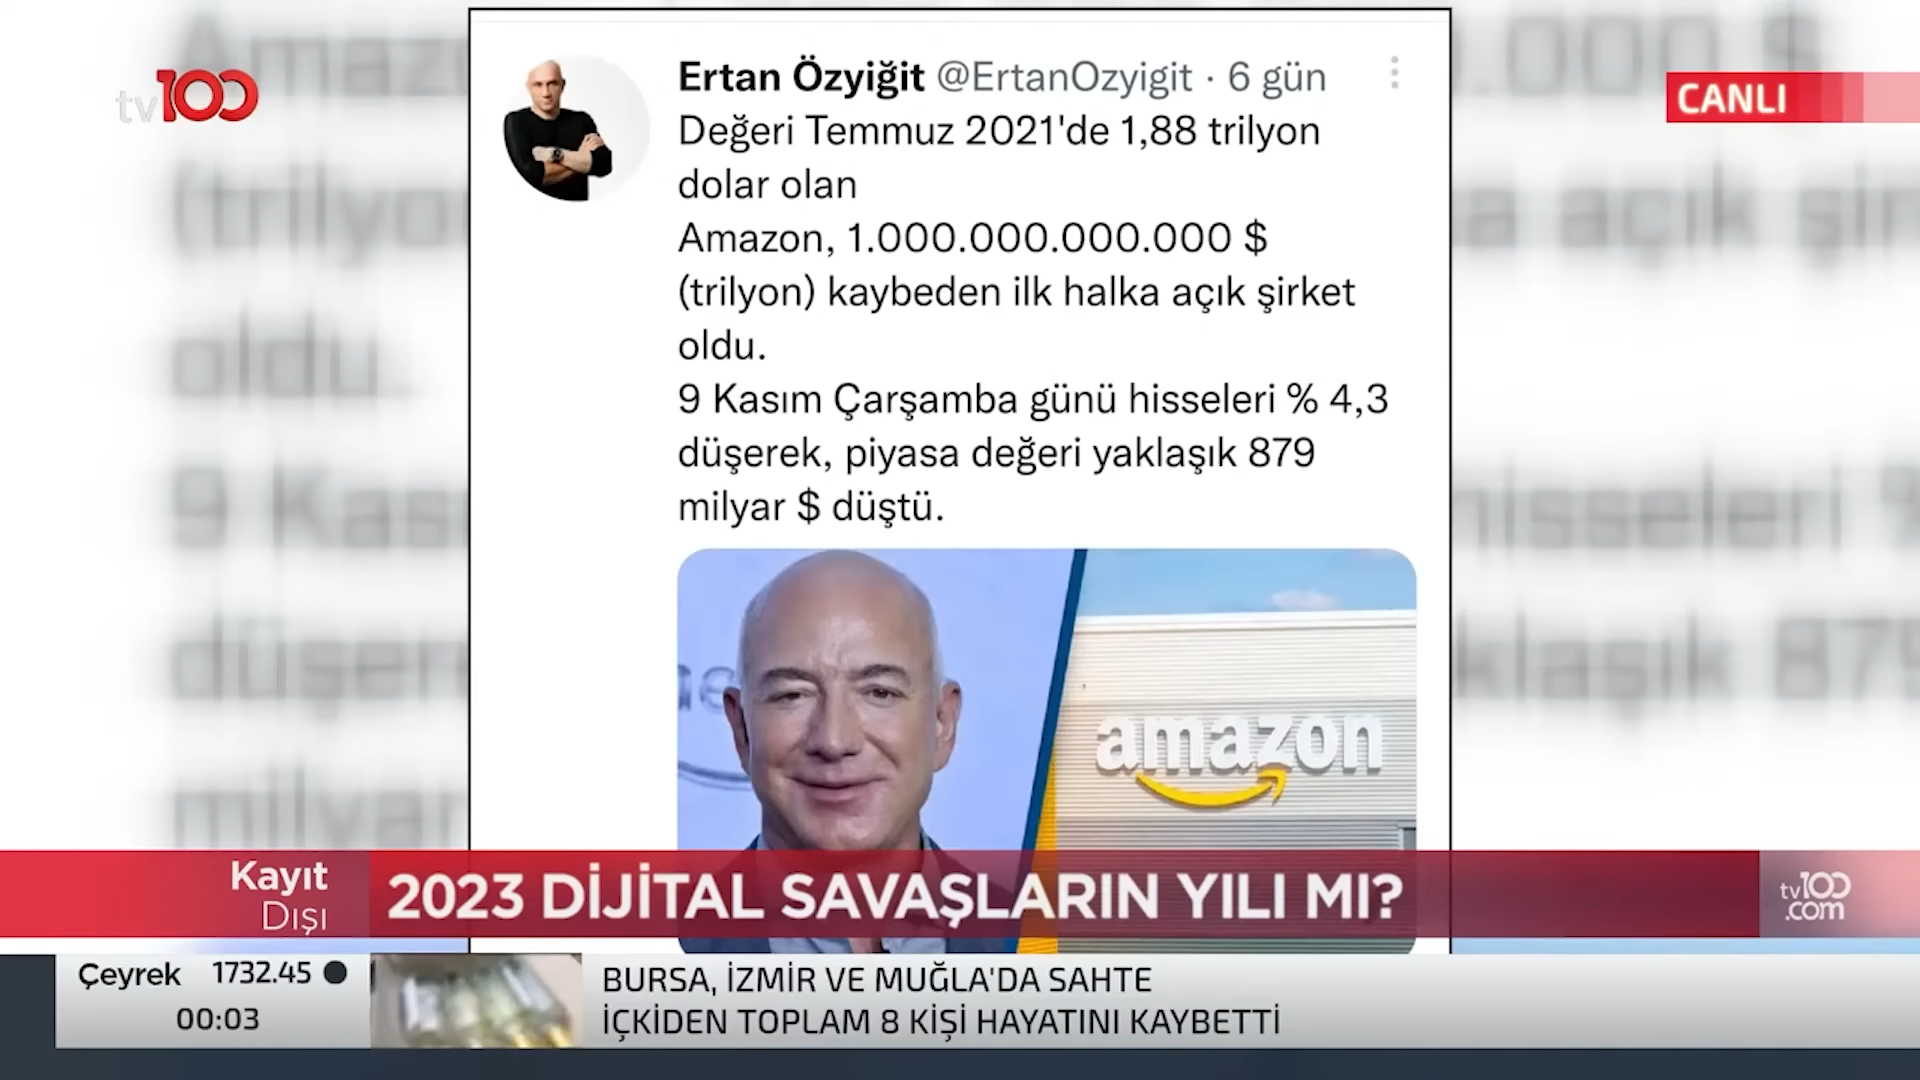 tv100
CANLI
Ertan Özyiğit @ErtanOzyigit · 6 gün
Değeri Temmuz 2021'de 1,88 trilyon
dolar olan
Amazon, 1.000.000.000.000 $
(trilyon) kaybeden ilk halka açık şirket
oldu.
9 Kasım Çarşamba günü hisseleri % 4,3
düşerek, piyasa değeri yaklaşık 879
milyar $ düştü.
amazon
Kayıt
Dışı
2023 DİJİTAL SAVAŞLARIN YILI MI?
tv100
.com
Çeyrek 1732.45
00:03
BURSA, İZMİR VE MUĞLA'DA SAHTE
İÇKİDEN TOPLAM 8 KİŞİ HAYATINI KAYBETTİ